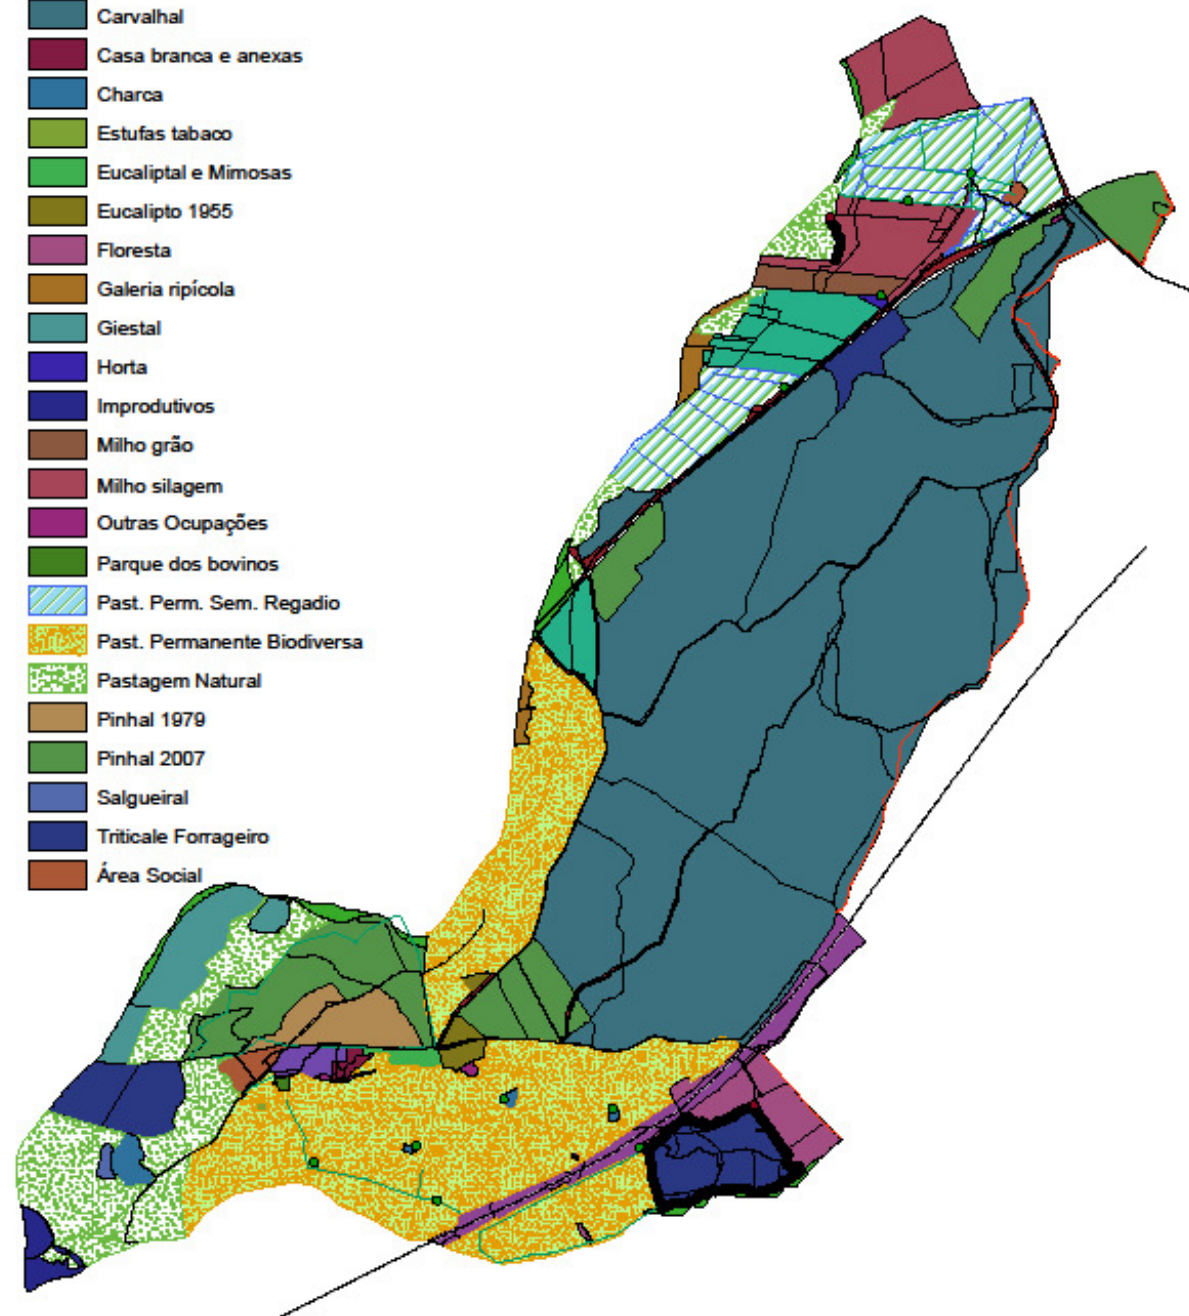 Carvalhal
Casa branca e anexas
Charca
Estufas tabaco
Eucaliptal e Mimosas
Eucalipto 1955
Floresta
Galeria ripícola
Giestal
Horta
Improdutivos
Milho grão
Milho silagem
Outras Ocupações
Parque dos bovinos
Past. Perm. Sem. Regadio
Past. Permanente Biodiversa
Pastagem Natural
Pinhal 1979
Pinhal 2007
Salgueiral
Triticale Forrageiro
Área Social